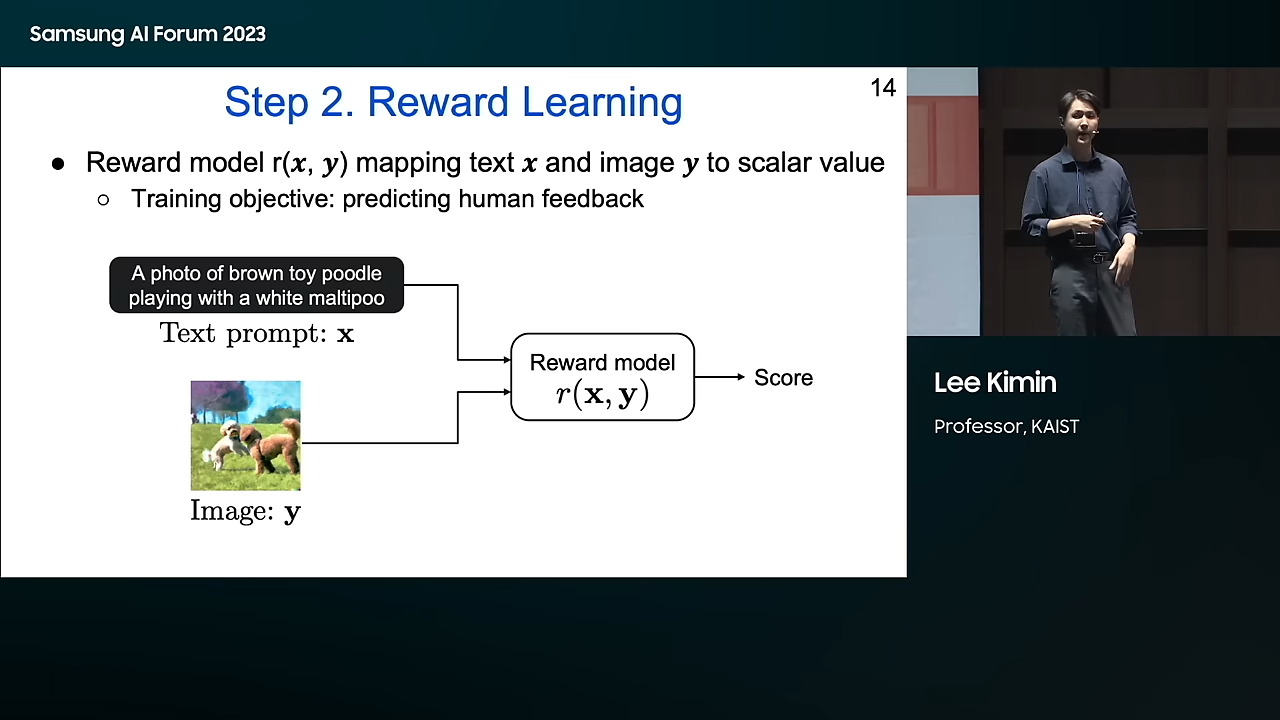 Samsung AI Forum 2023
14
Step 2. Reward Learning
● Reward model r(x, y) mapping text x and image y to scalar value
○ Training objective: predicting human feedback
A photo of brown toy poodle
playing with a white maltipoo
Text prompt: x
Reward model
r(x, y)
Score
Image: y
Lee Kimin
Professor, KAIST